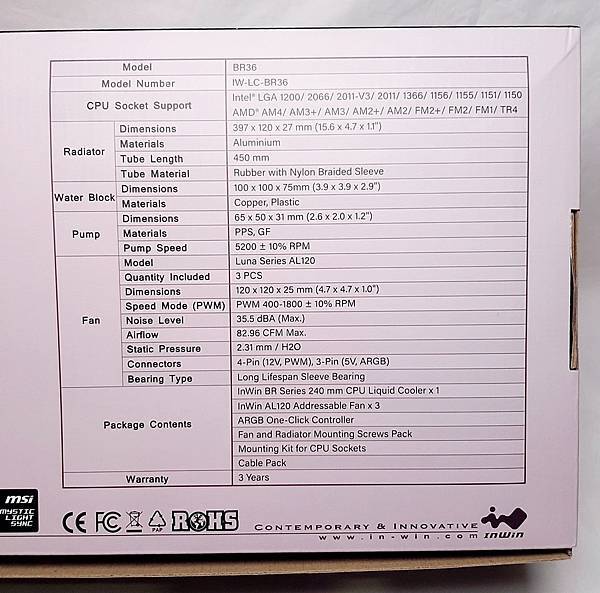 Model BR36
Model Number IW-LC-BR36
CPU Socket Support Intel® LGA 1200/ 2066/ 2011-V3/ 2011/ 1366/ 1156/ 1155/ 1151/ 1150
AMD® AM4/ AM3+/ AM3/ AM2+/ AM2/ FM2+/ FM2/ FM1/ TR4
Radiator
Dimensions 397 x 120 x 27 mm (15.6 x 4.7 x 1.1")
Materials Aluminium
Tube Length 450 mm
Tube Material Rubber with Nylon Braided Sleeve
Water Block
Dimensions 100 x 100 x 75mm (3.9 x 3.9 x 2.9")
Materials Copper, Plastic
Pump
Dimensions 65 x 50 x 31 mm (2.6 x 2.0 x 1.2")
Materials PPS, GF
Pump Speed 5200 ± 10% RPM
Fan
Model Luna Series AL120
Quantity Included 3 PCS
Dimensions 120 x 120 x 25 mm (4.7 x 4.7 x 1.0")
Speed Mode (PWM) PWM 400-1800 ± 10% RPM
Noise Level 35.5 dBA (Max.)
Airflow 82.96 CFM Max.
Static Pressure 2.31 mm / H2O
Connectors 4-Pin (12V, PWM), 3-Pin (5V, ARGB)
Bearing Type Long Lifespan Sleeve Bearing
Package Contents
InWin BR Series 240 mm CPU Liquid Cooler x 1
InWin AL120 Addressable Fan x 3
ARGB One-Click Controller
Fan and Radiator Mounting Screws Pack
Mounting Kit for CPU Sockets
Cable Pack
Warranty 3 Years
msi
MYSTIC
LIGHT
SYNC
CE FC PAP ROHS
CONTEMPORARY & INNOVATIVE
www.in-win.com
InWin